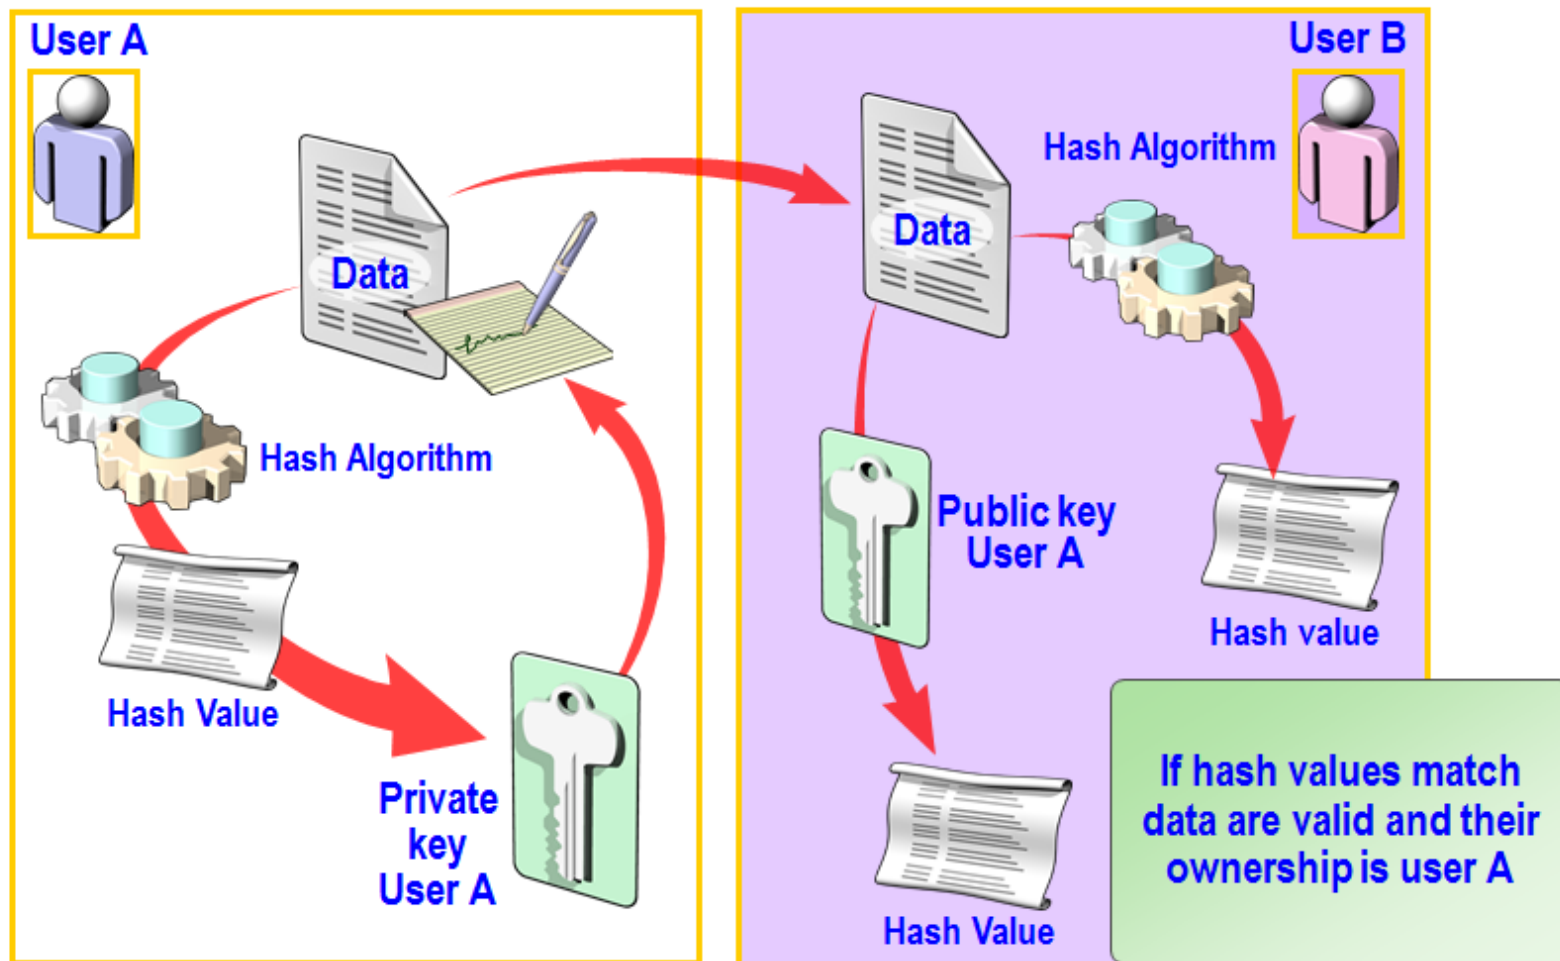 User A
Data
Hash Algorithm
Hash Value
Private
key
User A
User B
Data
Hash Algorithm
Public key
User A
Hash value
Hash Value
If hash values match
data are valid and their
ownership is user A